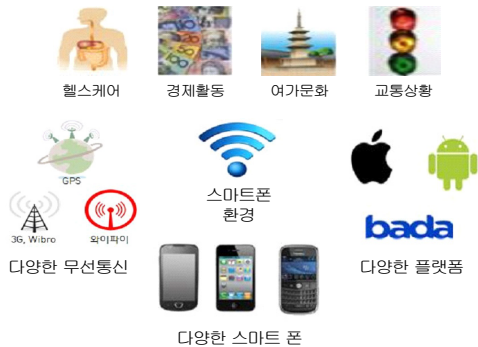 헬스케어
경제활동
여가문화
교통상황
GPS
스마트폰
환경
3G, Wibro
와이파이
bada
다양한 무선통신
다양한 플랫폼
다양한 스마트 폰